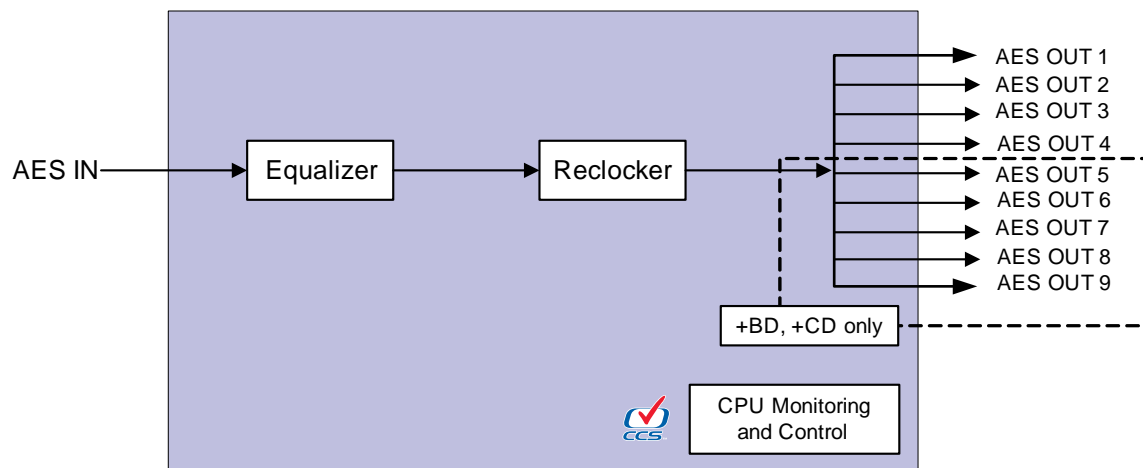 AES OUT 1
AES OUT 2
AES OUT 3
AES OUT 4
AES IN
Equalizer
Reclocker
AES OUT 5
AES OUT 6
AES OUT 7
AES OUT 8
AES OUT 9
+BD, +CD only
CPU Monitoring
and Control
CCS